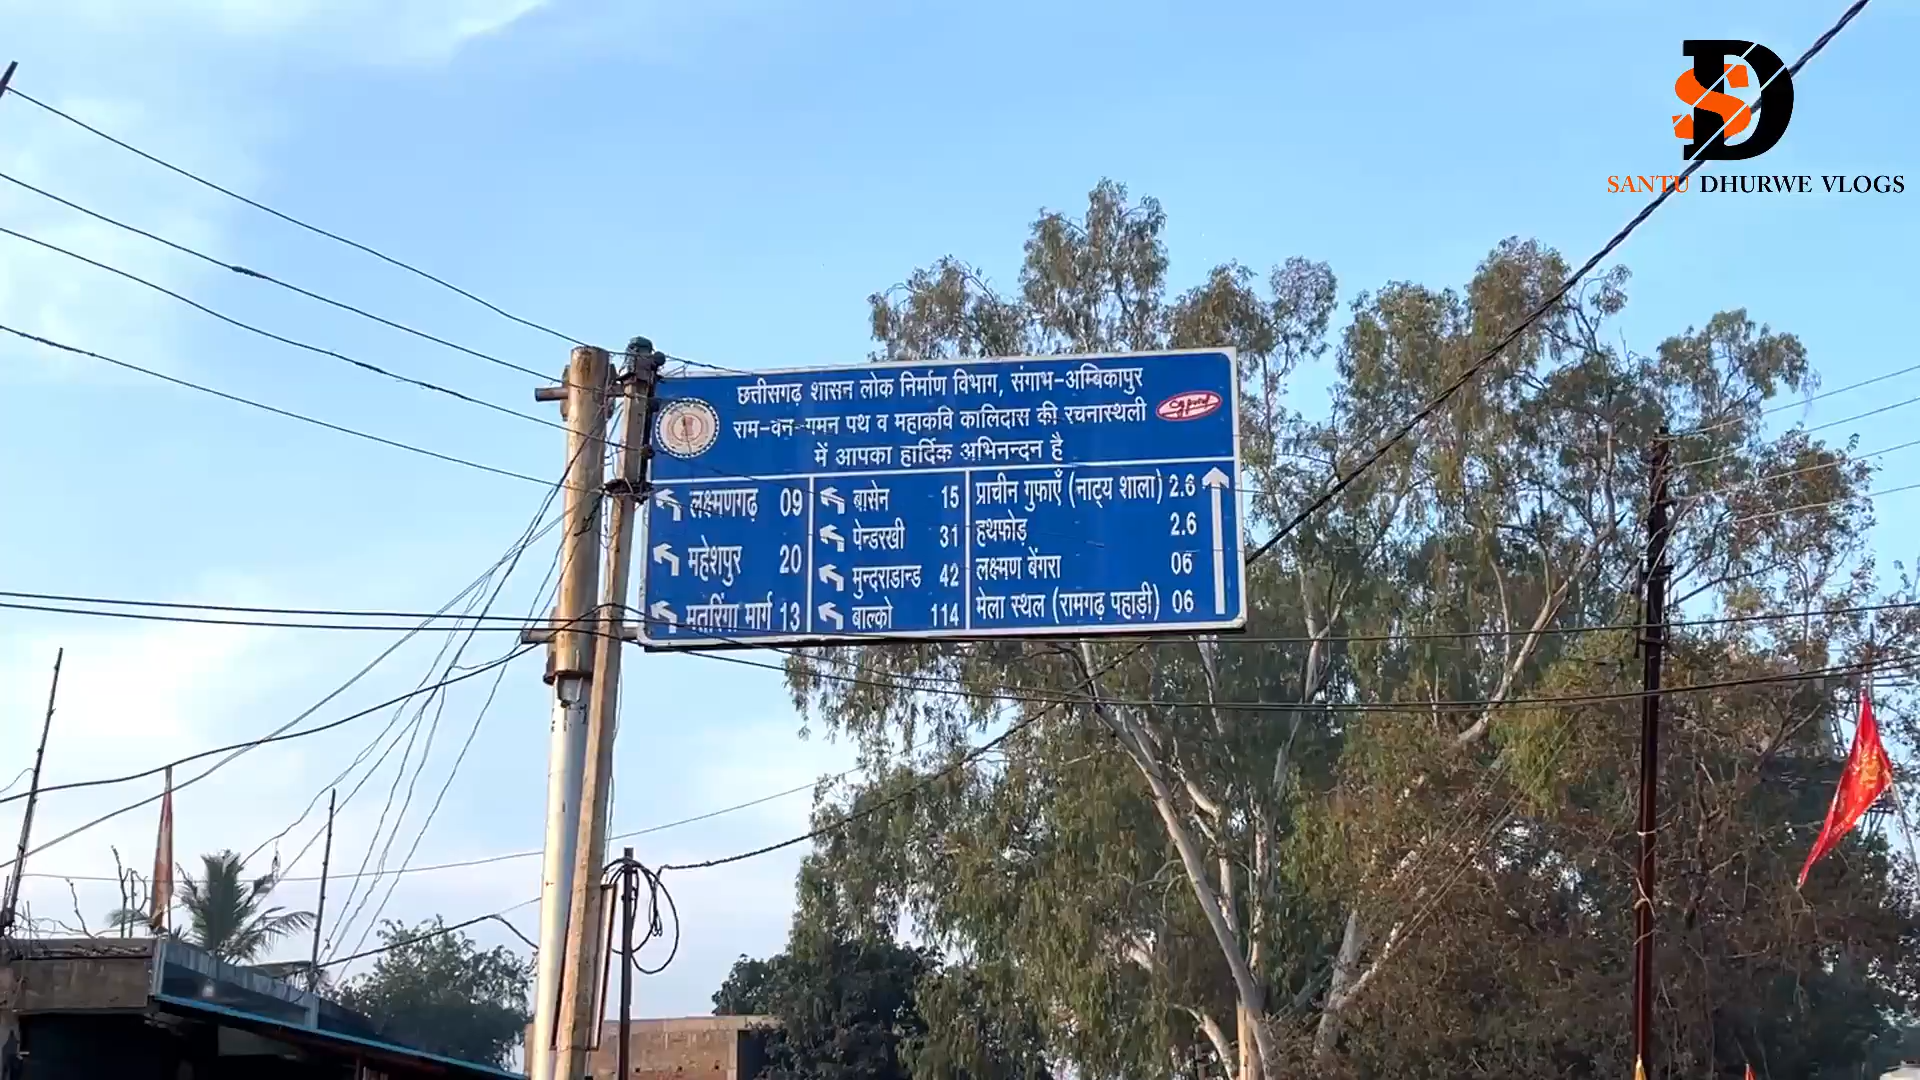 छत्तीसगढ़ शासन लोक निर्माण विभाग, संगाभ-अम्बिकापुर
राम-वन-गमन पथ व महाकवि कालिदास की रचनास्थली
में आपका हार्दिक अभिनन्दन है
लक्ष्मणगढ़ 09
महेशपुर 20
मतरिंगा मार्ग 13
बासेन 15
पेन्डरखी 31
मुन्दराडान्ड 42
बाल्को 114
प्राचीन गुफाएँ (नाट्य शाला) 2.6
हथफोड़ 2.6
लक्ष्मण बेंगरा 06
मेला स्थल (रामगढ़ पहाड़ी) 06
SD
SANTU DHURWE VLOGS